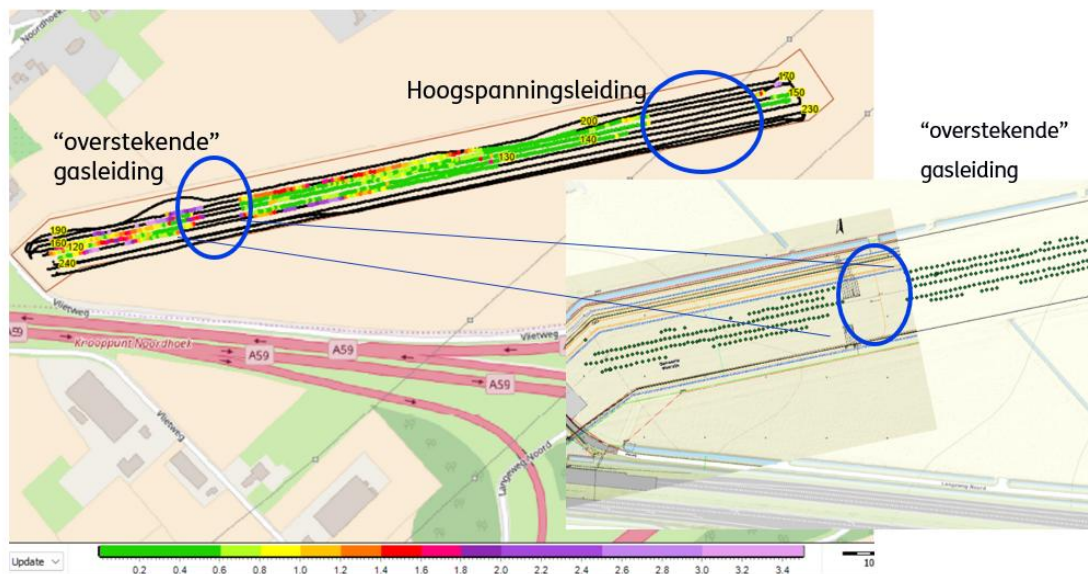 Noordhoek
Hoogspanningsleiding
“overstekende”
gasleiding
“overstekende”
gasleiding
170
150
230
200
140
130
190
160
120
240
Vlietweg
Vlietweg
Vlietweg
A59
A59
A59
A59
Knooppunt Noordhoek
Vlietweg
Langeweg Noord
Langeweg Noord
Update
0.2 0.4 0.6 0.8 1.0 1.2 1.4 1.6 1.8 2.0 2.2 2.4 2.6 2.8 3.0 3.2 3.4
10